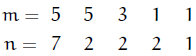 m = 5 5 3 1 1
n = 7 2 2 2 1